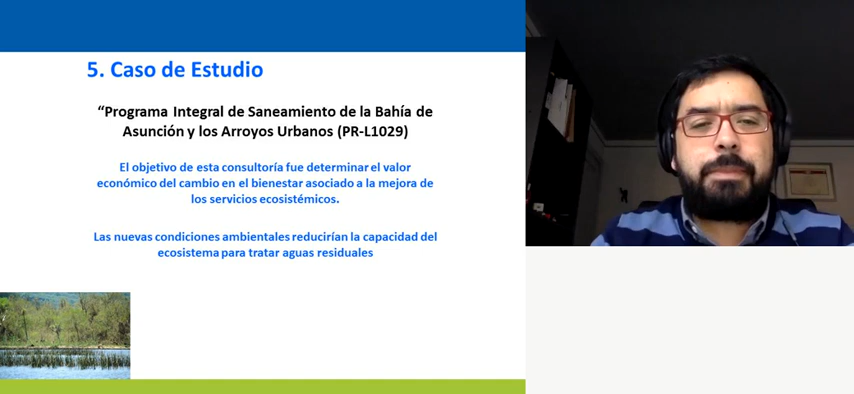 5. Caso de Estudio
“Programa Integral de Saneamiento de la Bahía de
Asunción y los Arroyos Urbanos (PR-L1029)
El objetivo de esta consultoría fue determinar el valor
económico del cambio en el bienestar asociado a la mejora de
los servicios ecosistémicos.
Las nuevas condiciones ambientales reducirían la capacidad del
ecosistema para tratar aguas residuales